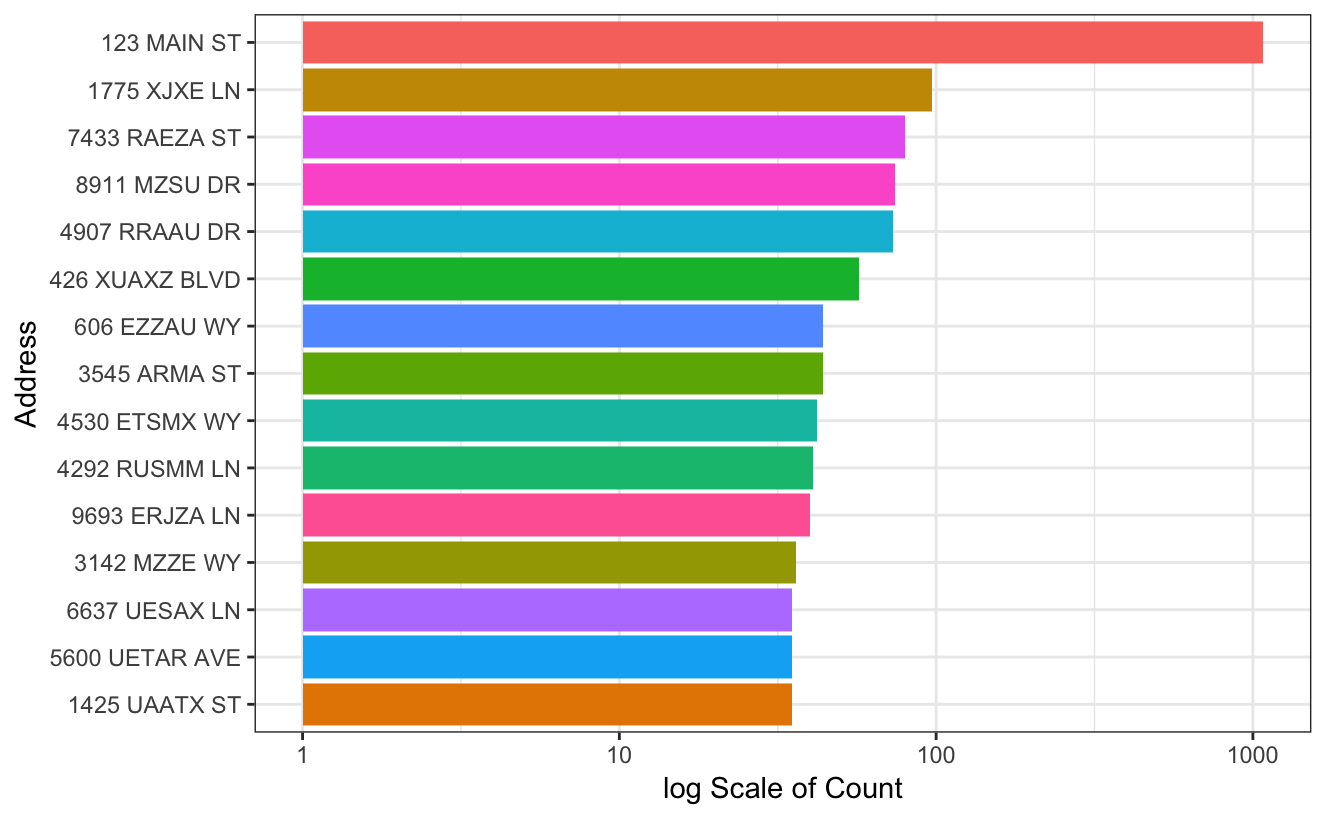 123 MAIN ST
1775 XJXE LN
7433 RAEZA ST
8911 MZSU DR
4907 RRAAU DR
426 XUAXZ BLVD
606 EZZAU WY
3545 ARMA ST
4530 ETSMX WY
4292 RUSMM LN
9693 ERJZA LN
3142 MZZE WY
6637 UESAX LN
5600 UETAR AVE
1425 UAATX ST
Address
1 10 100 1000
log Scale of Count